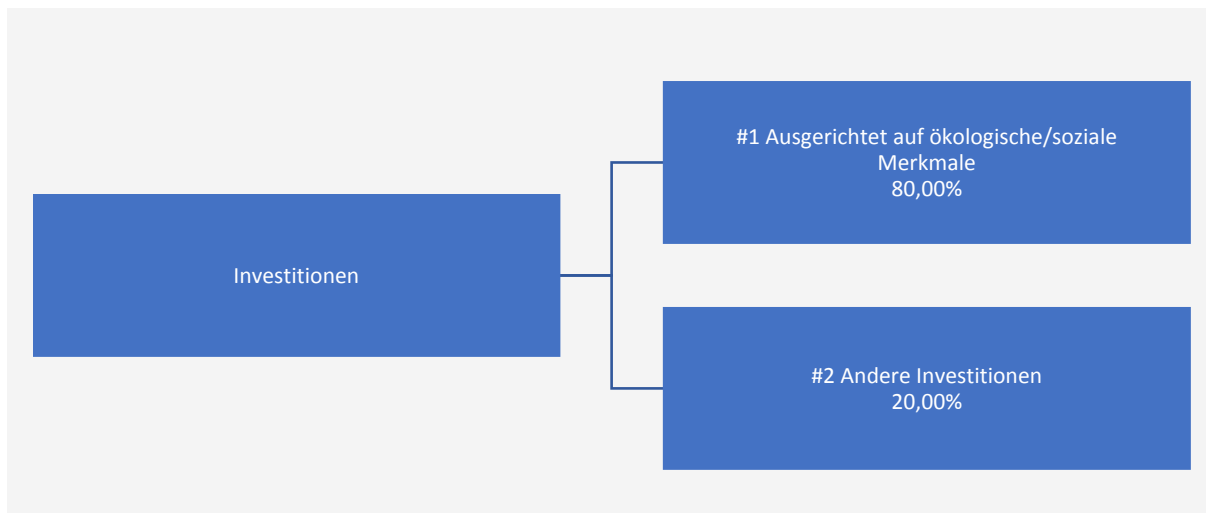 #1 Ausgerichtet auf ökologische/soziale
Merkmale
80,00%
Investitionen
#2 Andere Investitionen
20,00%